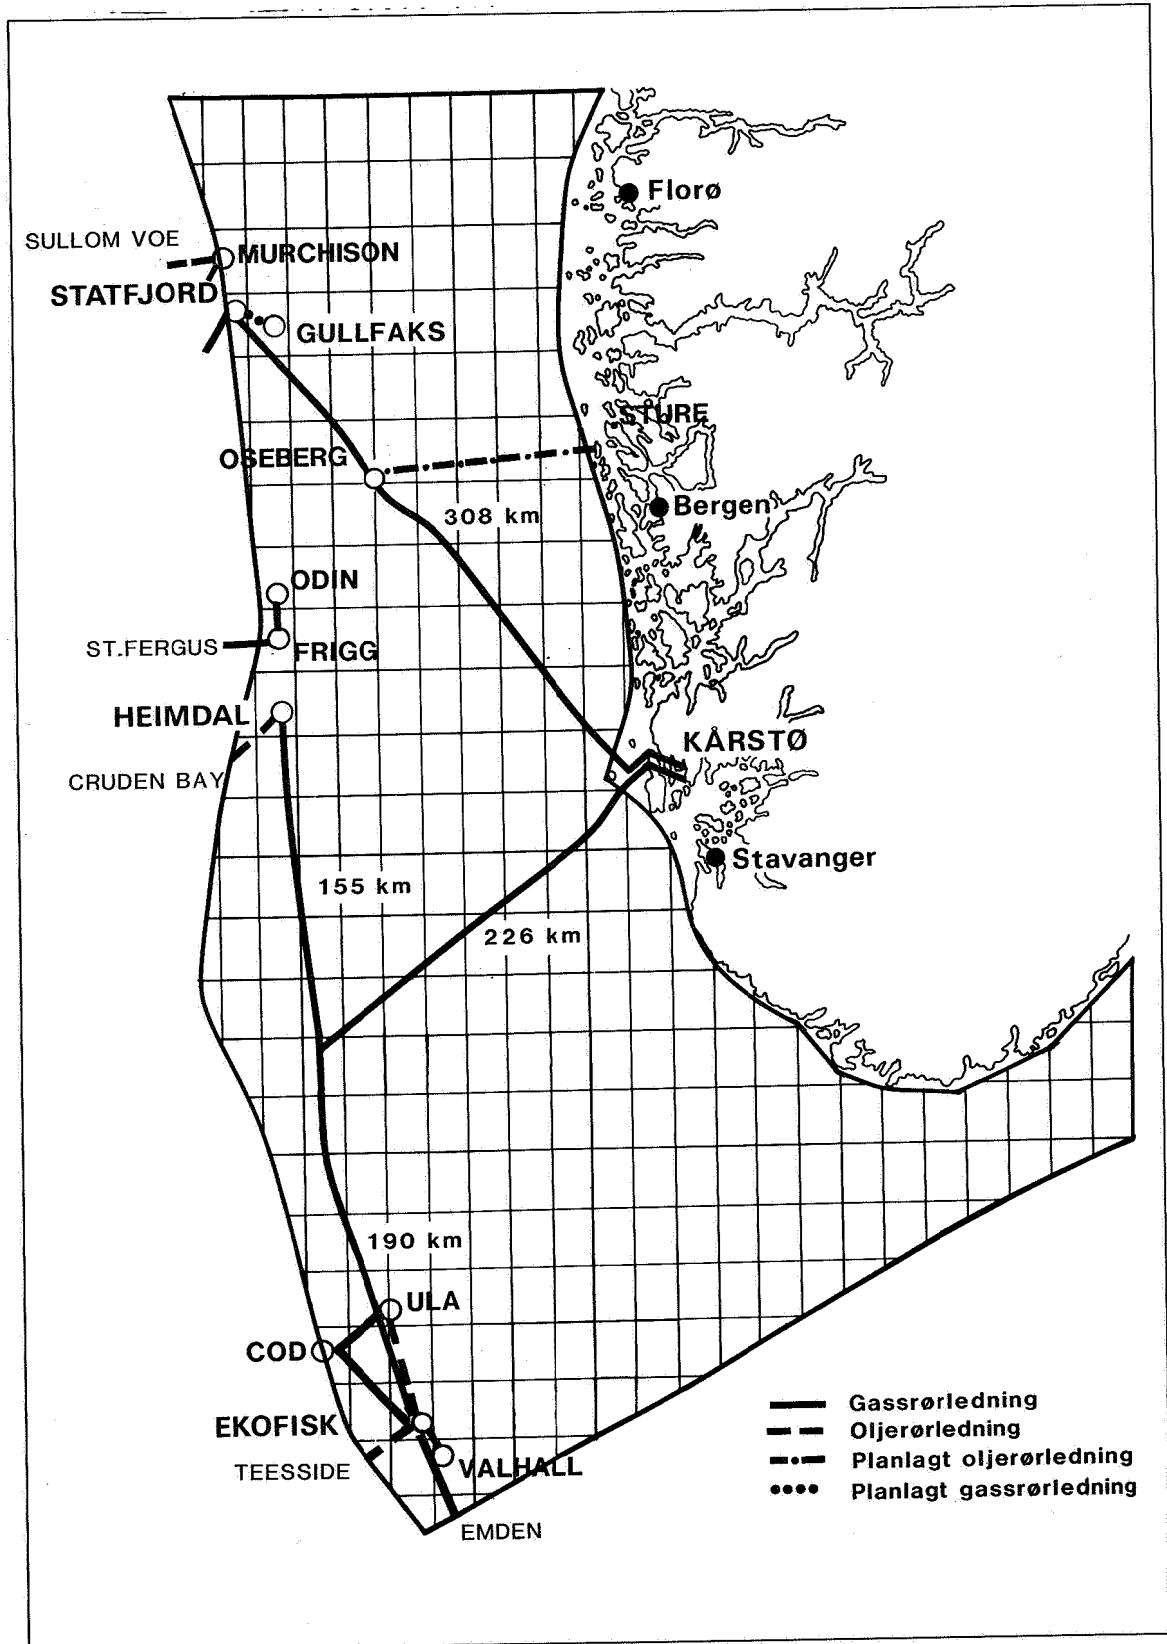 Florø
SULLOM VOE
MURCHISON
STATFJORD
GULLFAKS
STURE
OSEBERG
Bergen
308 km
ODIN
ST.FERGUS
FRIGG
HEIMDAL
KÅRSTØ
CRUDEN BAY
Stavanger
155 km
226 km
190 km
ULA
COD
EKOFISK
TEESSIDE
VALHALL
EMDEN
Gassrørledning
Oljerørledning
Planlagt oljerørledning
Planlagt gassrørledning